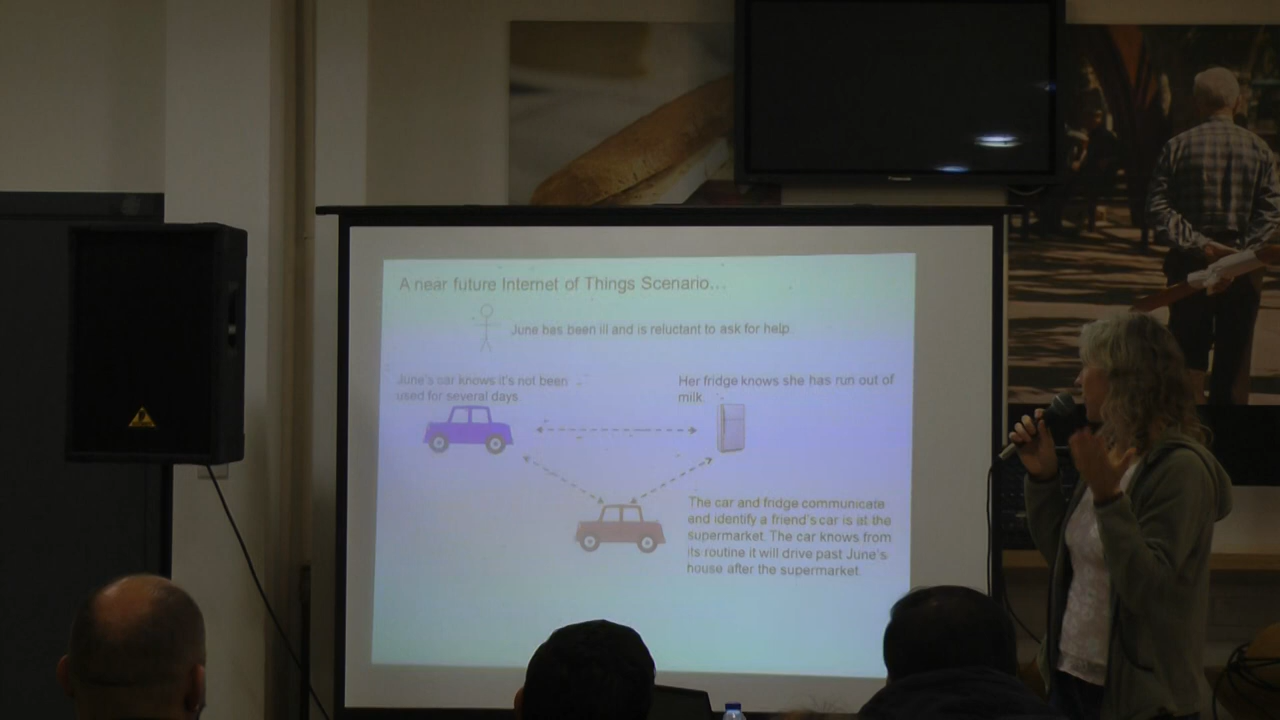 Panasonic
A near future Internet of Things Scenario...
June has been ill and is reluctant to ask for help.
June's car knows it's not been
used for several days
Her fridge knows she has run out of
milk.
The car and fridge communicate
and identify a friend's car is at the
supermarket. The car knows from
its routine it will drive past June's
house after the supermarket.